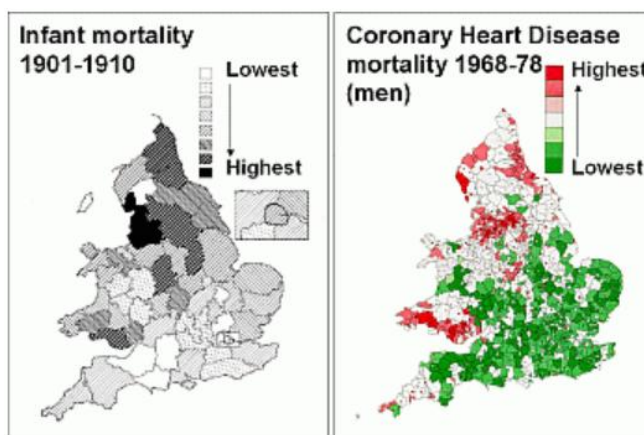 Infant mortality
1901-1910
Lowest
Highest
Coronary Heart Disease
mortality 1968-78
(men)
Highest
Lowest